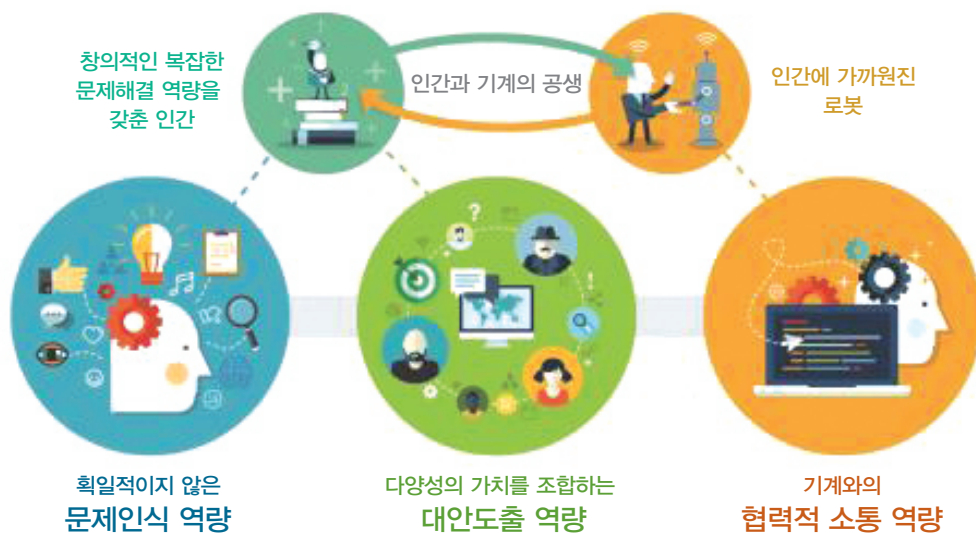 창의적인 복잡한
문제해결 역량을
갖춘 인간
인간과 기계의 공생
인간에 가까원진
로봇
획일적이지 않은
문제인식 역량
다양성의 가치를 조합하는
대안도출 역량
기계와의
협력적 소통 역량